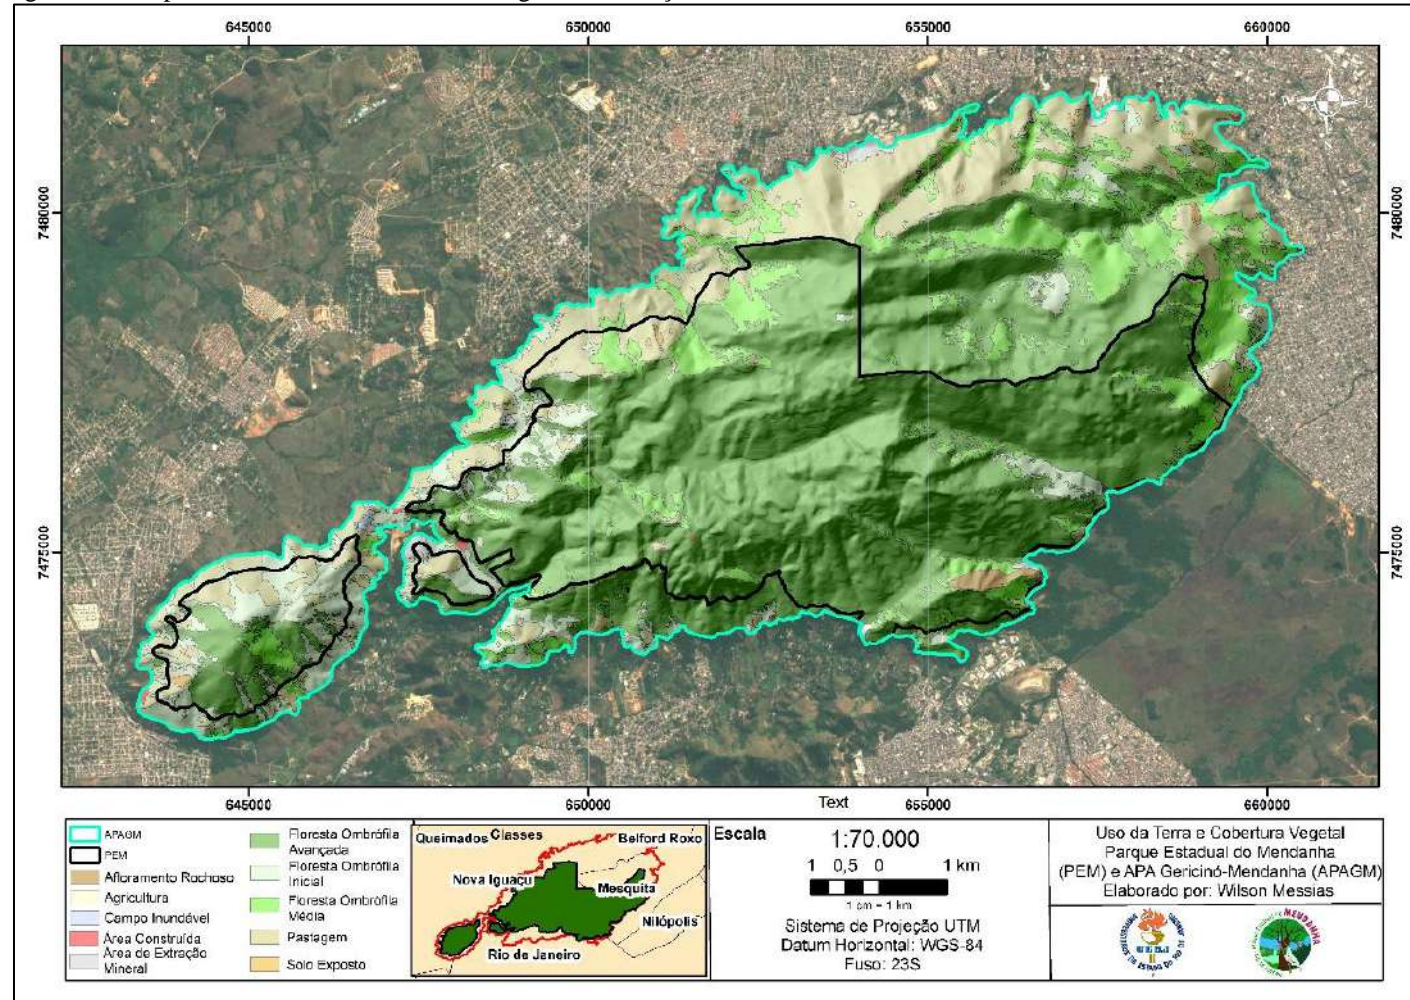 645000
650000
655000
660000
7480000
7480000
7475000
7475000
645000
650000
Text
655000
660000
APAGM
PEM
Afloramento Rochoso
Agricultura
Campo Inundável
Área Construída
Área de Extração
Mineral
Floresta Ombrófila
Avançada
Floresta Ombrófila
Inicial
Floresta Ombrófila
Média
Pastagem
Solo Exposto
Queimados
Classes
Belford Roxo
Nova Iguaçu
Mesquita
Nilópolis
Rio de Janeiro
Escala
1:70.000
1 0,5 0 1 km
1 cm = 1 km
Sistema de Projeção UTM
Datum Horizontal: WGS-84
Fuso: 23S
Uso da Terra e Cobertura Vegetal
Parque Estadual do Mendanha
(PEM) e APA Gericinó-Mendanha (APAGM)
Elaborado por: Wilson Messias
MENDANHA